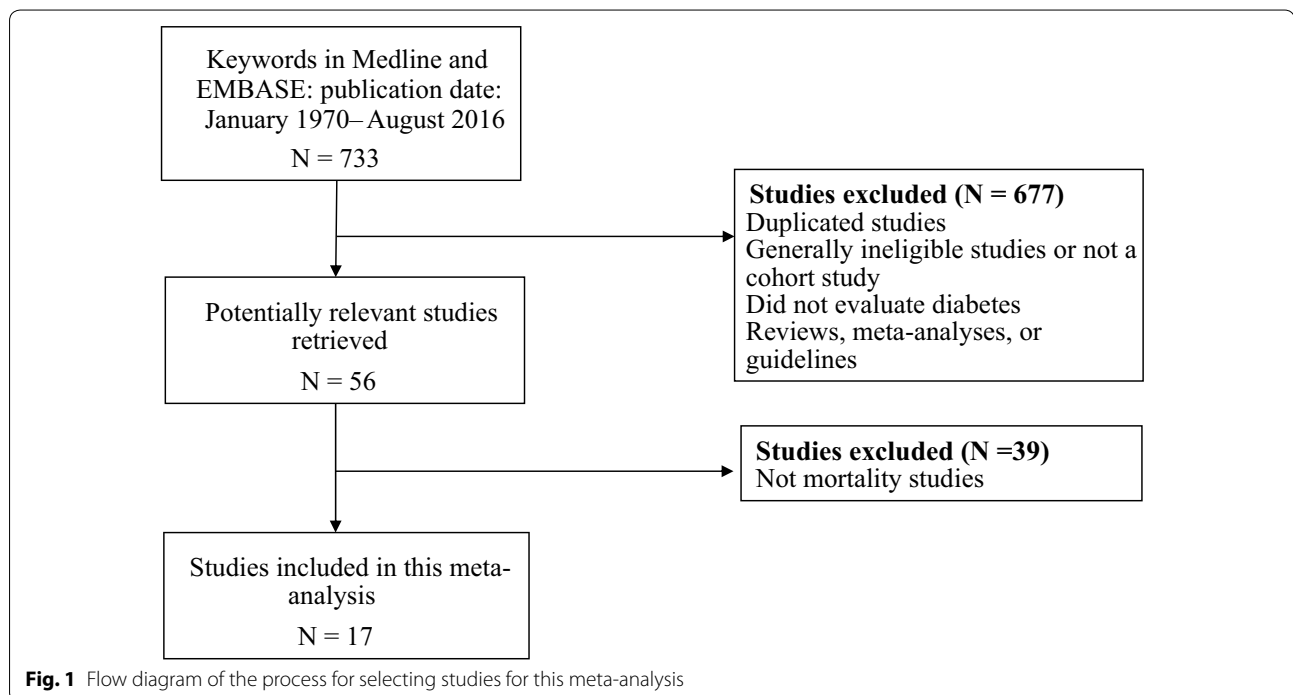 Keywords in Medline and
EMBASE: publication date:
January 1970–August 2016
N = 733
Studies excluded (N = 677)
Duplicated studies
Generally ineligible studies or not a
cohort study
Did not evaluate diabetes
Reviews, meta-analyses, or
guidelines
Potentially relevant studies
retrieved
N = 56
Studies excluded (N =39)
Not mortality studies
Studies included in this meta-
analysis
N = 17
Fig. 1 Flow diagram of the process for selecting studies for this meta-analysis